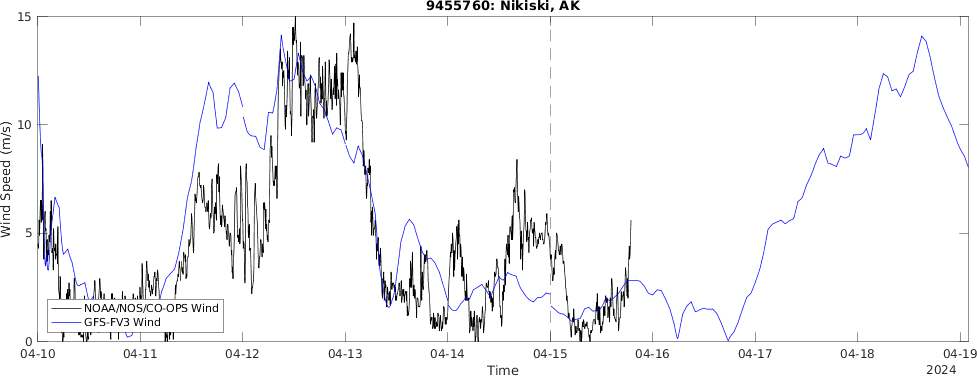 9455760: Nikiski, AK
15
10
5
0
Wind Speed (m/s)
NOAA/NOS/CO-OPS Wind
GFS-FV3 Wind
04-10 04-11 04-12 04-13 04-14 04-15 04-16 04-17 04-18 04-19
Time
2024